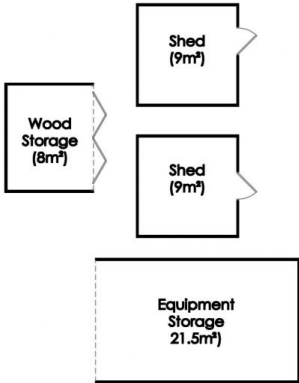 Shed
(9m²)
Wood
Storage
(8m²)
Shed
(9m²)
Equipment
Storage
21.5m²)